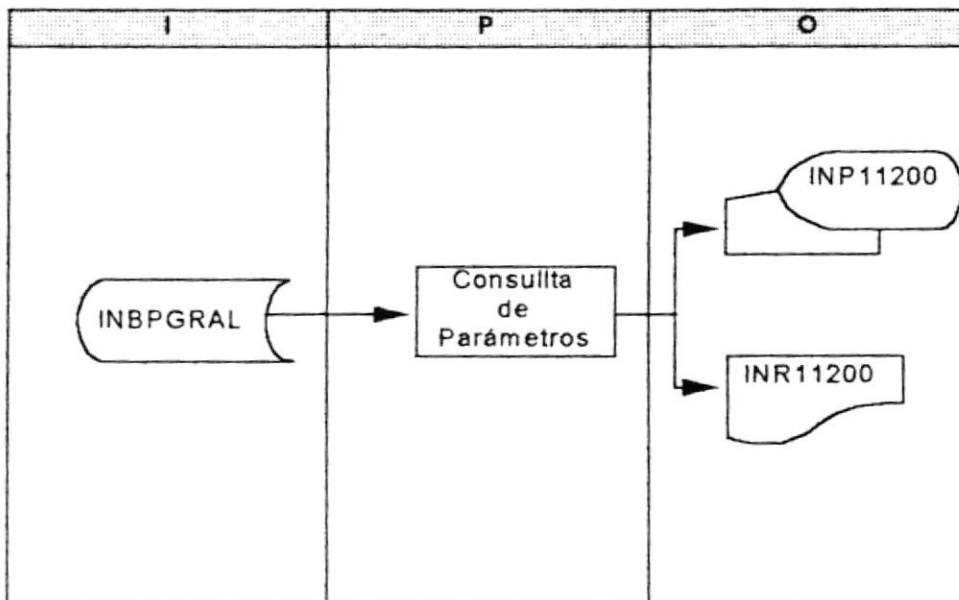 I
P
O
INP11200
INBPGRAL
Consullta
de
Parámetros
INR11200